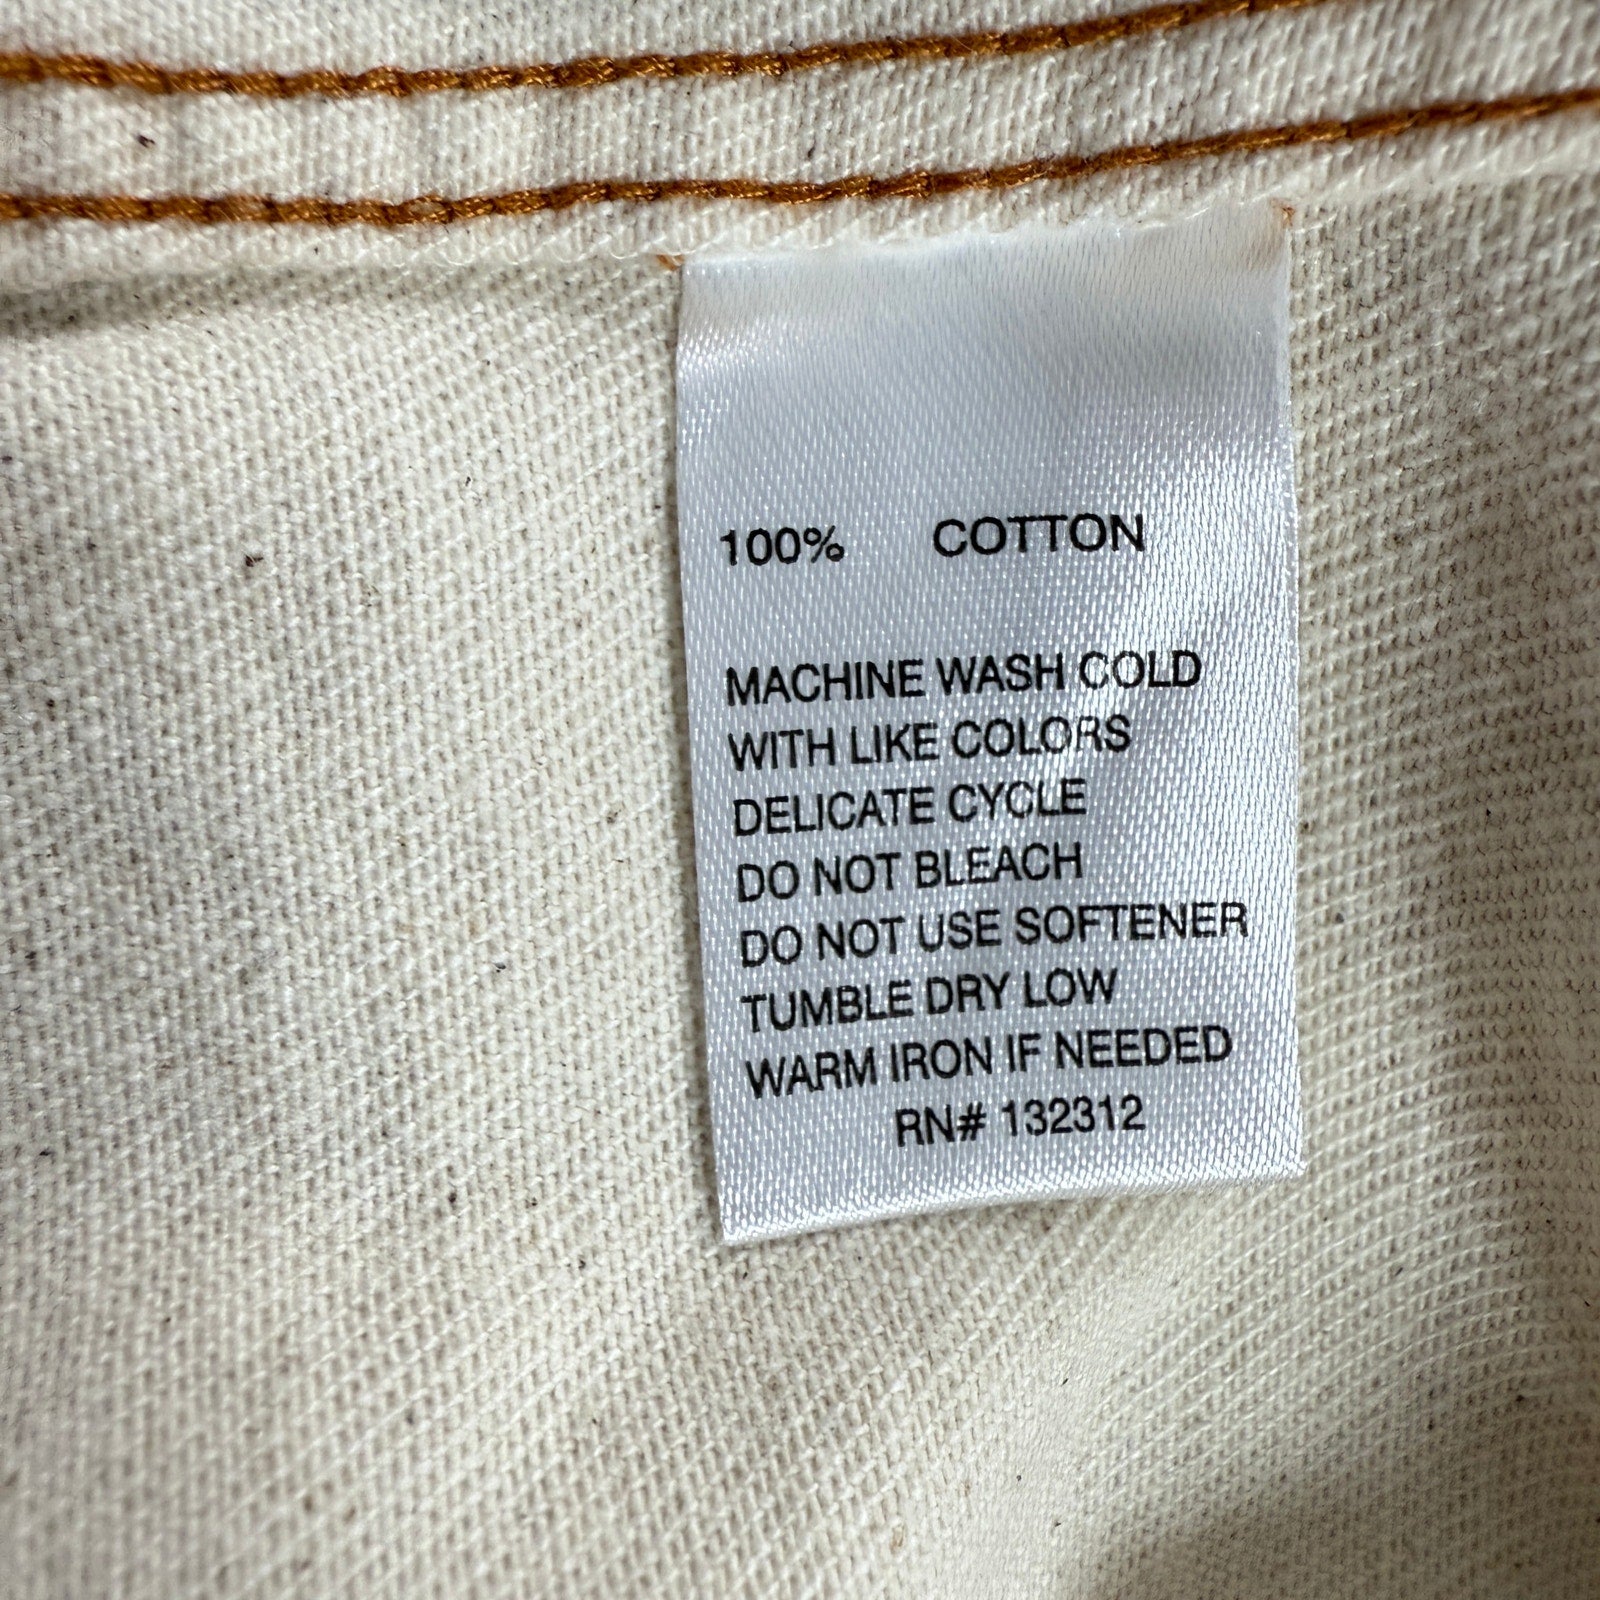 100% COTTON
MACHINE WASH COLD
WITH LIKE COLORS
DELICATE CYCLE
DO NOT BLEACH
DO NOT USE SOFTENER
TUMBLE DRY LOW
WARM IRON IF NEEDED
RN# 132312